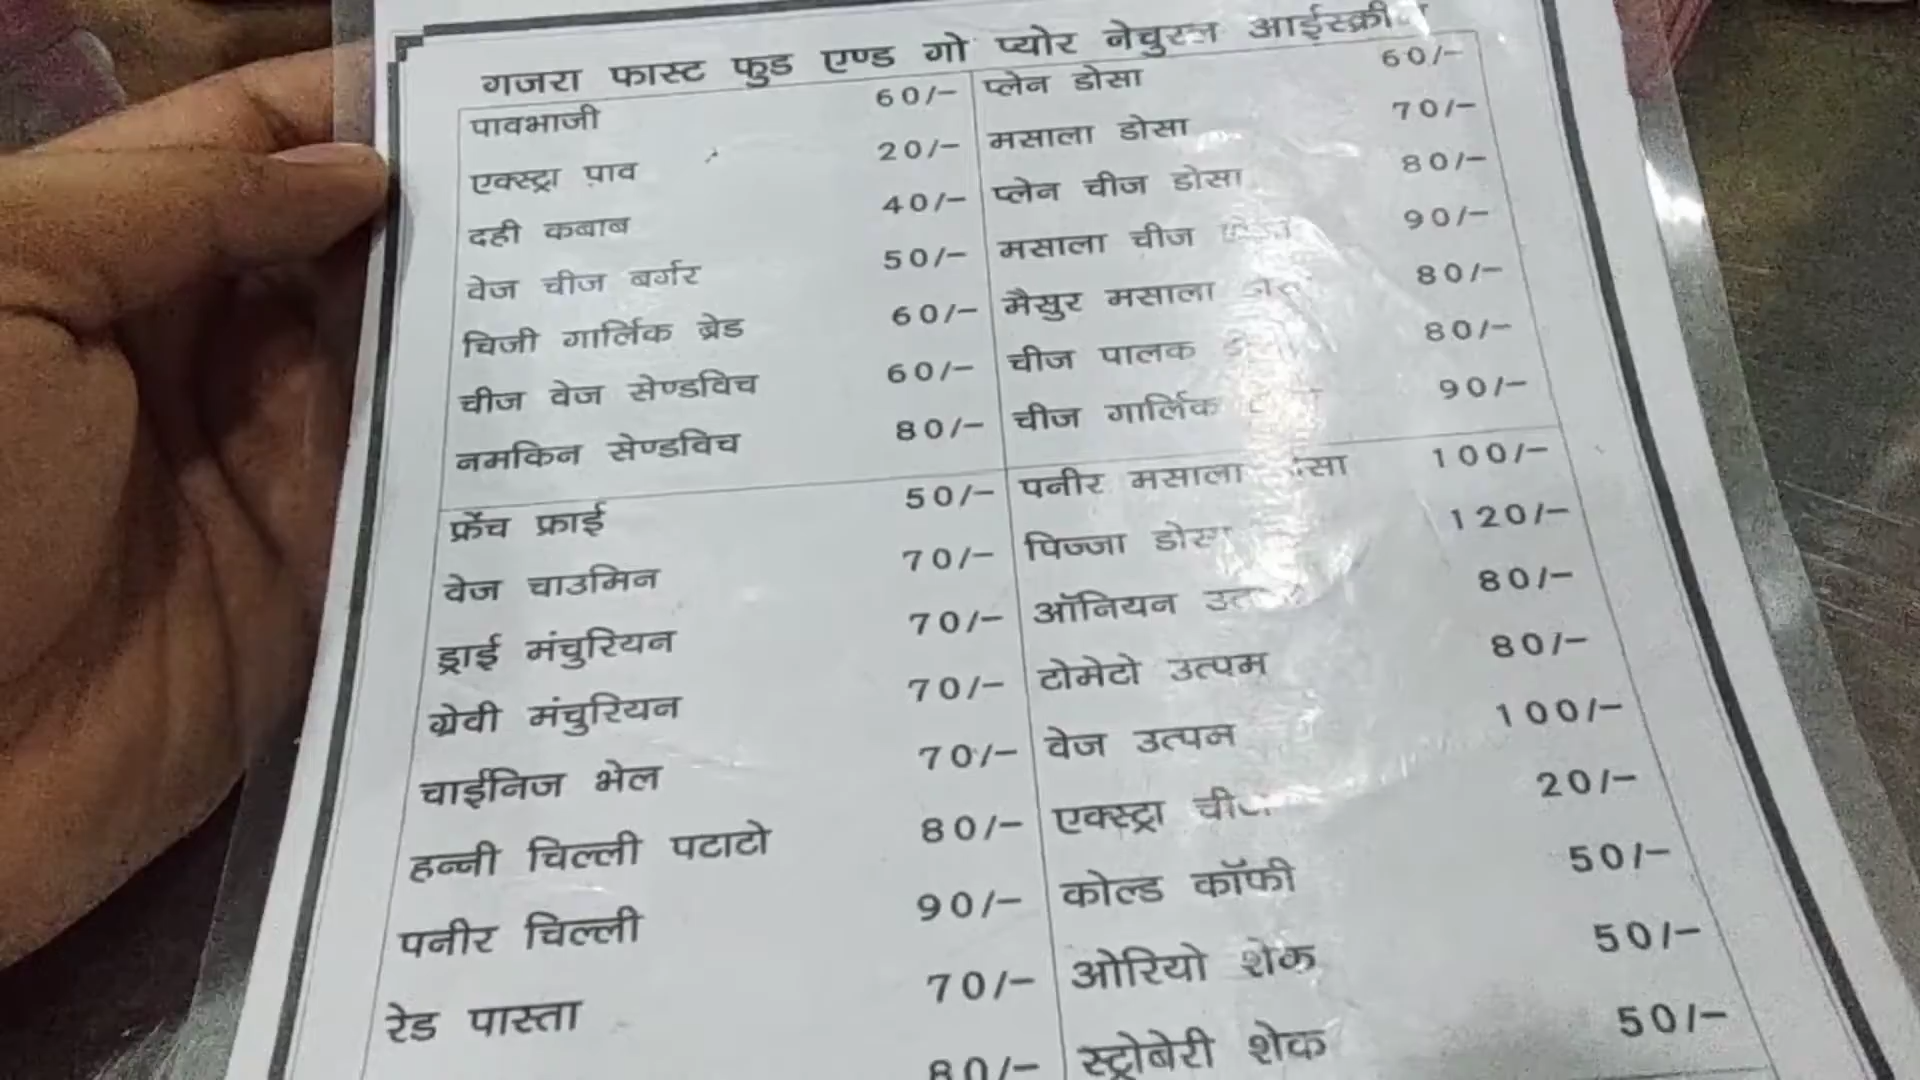 गजरा फास्ट फुड एण्ड गो प्योर नेचुरल
पावभाजी 60/-
एक्स्ट्रा पाव 20/-
दही कबाब 40/-
वेज चीज बर्गर 50/-
चिजी गार्लिक ब्रेड 60/-
चीज वेज सेण्डविच 60/-
नमकिन सेण्डविच 80/-
फ्रेंच फ्राई 50/-
वेज चाउमिन 70/-
ड्राई मंचुरियन 70/-
ग्रेवी मंचुरियन 70/-
चाईनिज भेल 70/-
हन्नी चिल्ली पटाटो 80/-
पनीर चिल्ली 90/-
रेड पास्ता 70/-
80/-
प्लेन डोसा 60/-
मसाला डोसा 70/-
प्लेन चीज डोसा 80/-
मसाला चीज 90/-
मैसुर मसाला 80/-
चीज पालक 80/-
चीज गार्लिक 90/-
पनीर मसाला 100/-
पिज्जा डोसा 120/-
ऑनियन 80/-
टोमेटो उत्पम 80/-
वेज उत्पम 100/-
एक्स्ट्रा चीज 20/-
कोल्ड कॉफी 50/-
ओरियो शेक 50/-
स्ट्रोबेरी शेक 50/-